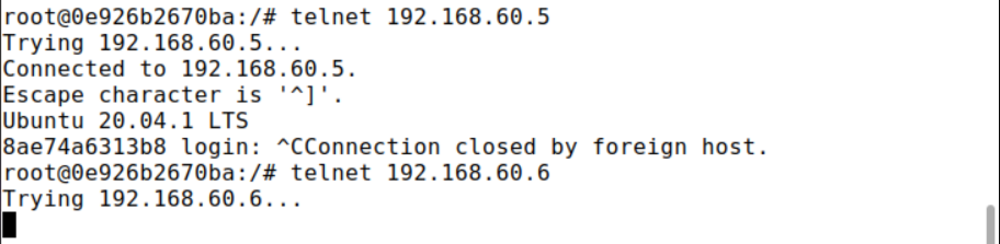 root@0e926b2670ba:/# telnet 192.168.60.5
Trying 192.168.60.5...
Connected to 192.168.60.5.
Escape character is '^]'.
Ubuntu 20.04.1 LTS
8ae74a6313b8 login: ^CConnection closed by foreign host.
root@0e926b2670ba:/# telnet 192.168.60.6
Trying 192.168.60.6...